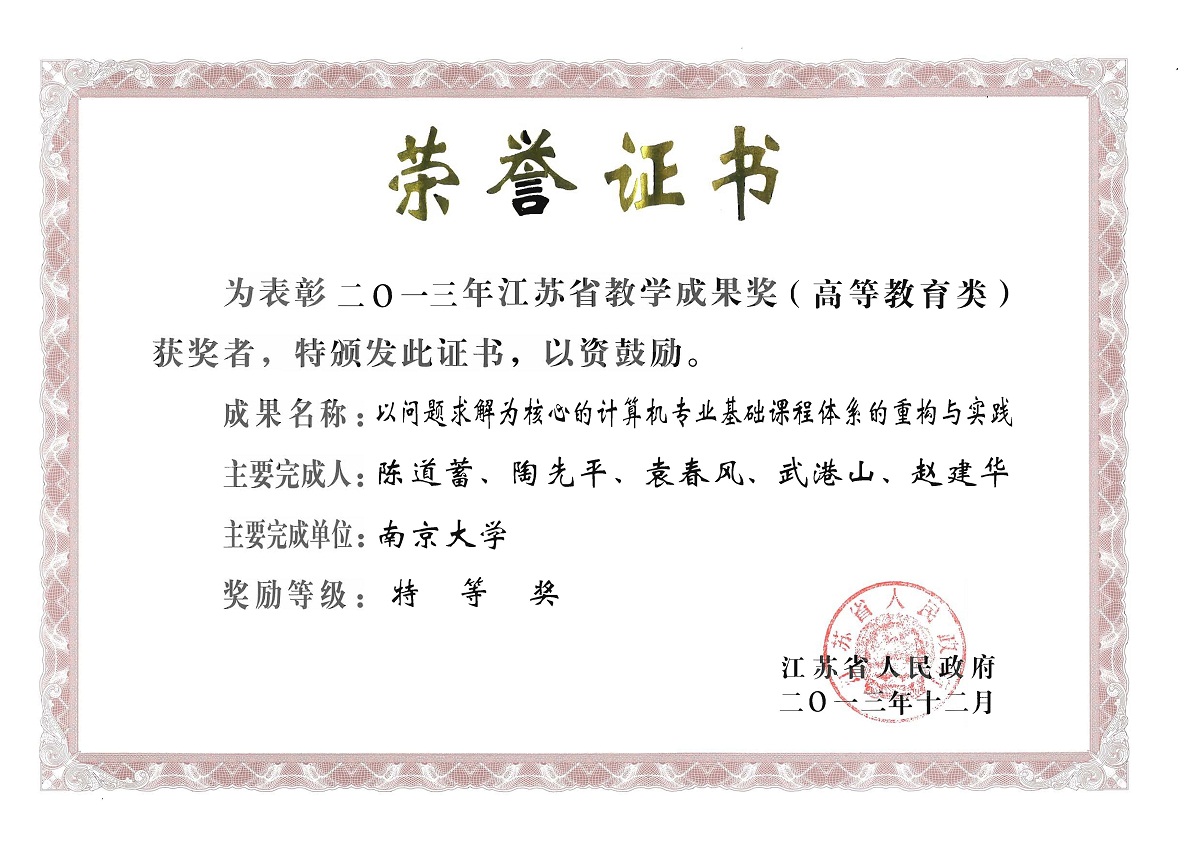 荣誉证书
为表彰二〇一三年江苏省教学成果奖（高等教育类）
获奖者，特颁发此证书，以资鼓励。
成果名称：以问题求解为核心的计算机专业基础课程体系的重构与实践
主要完成人：陈道蓄、陶先平、袁春风、武港山、赵建华
主要完成单位：南京大学
奖励等级：特 等 奖
江苏省人民政府
江苏省人民政府
二〇一三年十二月